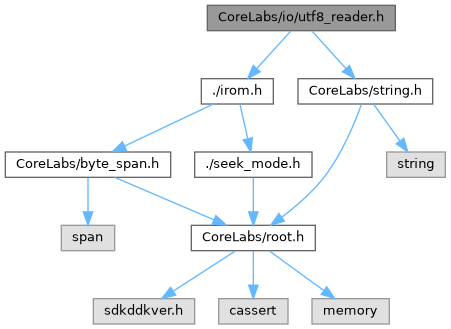 CoreLabs/io/utf8_reader.h
./irom.h
CoreLabs/string.h
CoreLabs/byte_span.h
./seek_mode.h
string
span
CoreLabs/root.h
sdkddkver.h
cassert
memory